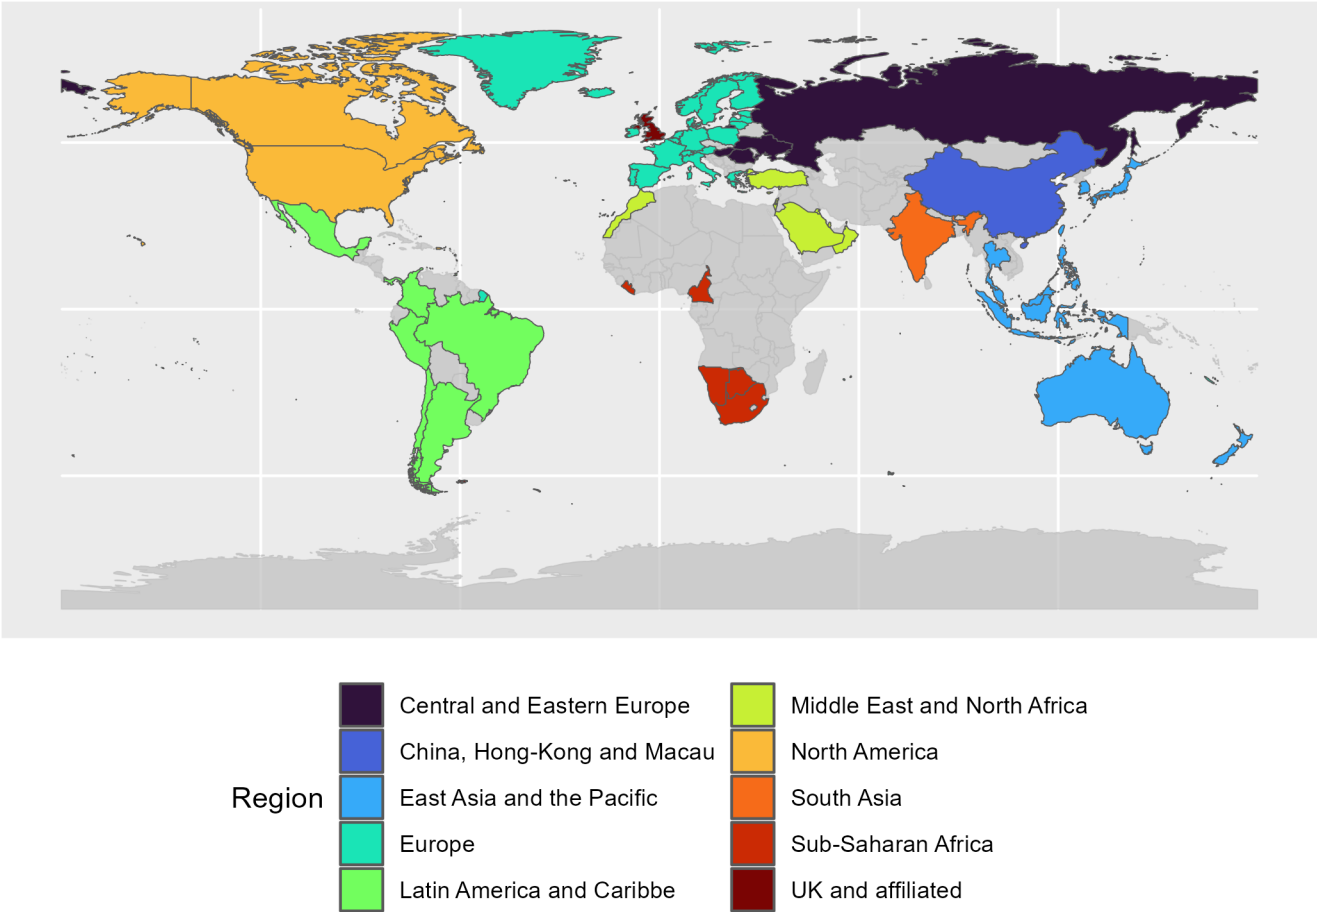 Region
Central and Eastern Europe
China, Hong-Kong and Macau
East Asia and the Pacific
Europe
Latin America and Caribbe
Middle East and North Africa
North America
South Asia
Sub-Saharan Africa
UK and affiliated